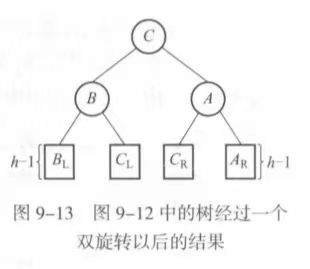 C
B
A
h-1
B_L
C_L
C_R
A_R
h-1
图 9-13 图 9-12 中的树经过一个
双旋转以后的结果